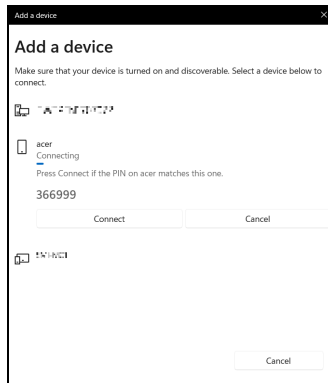 Add a device
Add a device
Make sure that your device is turned on and discoverable. Select a device below to
connect.
acer
Connecting
Press Connect if the PIN on acer matches this one.
366999
Connect Cancel
Cancel